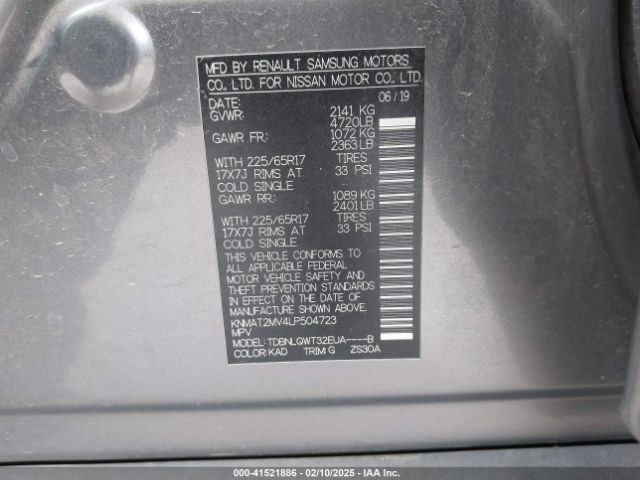 MFD BY RENAULT SAMSUNG MOTORS
CO., LTD. FOR NISSAN MOTOR CO., LTD.
DATE: 06/19
GVWR: 2141 KG
4720LB
GAWR FR: 1072 KG
2363 LB
WITH 225/65R17 TIRES
17X7J RIMS AT 33 PSI
COLD SINGLE
GAWR RR: 1089 KG
2401 LB
WITH 225/65R17 TIRES
17X7J RIMS AT 33 PSI
COLD SINGLE
THIS VEHICLE CONFORMS TO
ALL APPLICABLE FEDERAL
MOTOR VEHICLE SAFETY AND
THEFT PREVENTION STANDARDS
IN EFFECT ON THE DATE OF
MANUFACTURE SHOWN ABOVE.
KNMAT2MV4LP504723
MPV
MODEL: TDBNLQWT32EUA----B
COLOR: KAD TRIM: G ZS30A
000-41521886 - 02/10/2025 - IAA Inc.